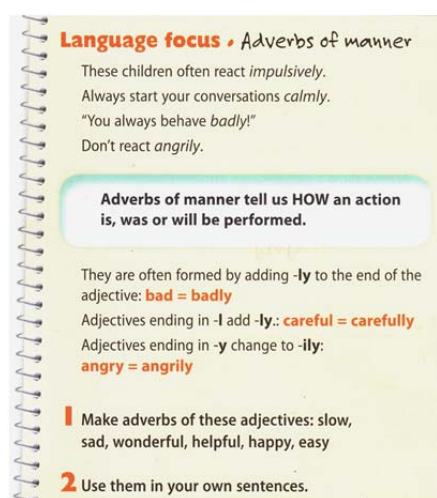 Language focus • Adverbs of manner
These children often react impulsively.
Always start your conversations calmly.
"You always behave badly!"
Don't react angrily.
Adverbs of manner tell us HOW an action
is, was or will be performed.
They are often formed by adding -ly to the end of the
adjective: bad = badly
Adjectives ending in -l add -ly.: careful = carefully
Adjectives ending in -y change to -ily:
angry = angrily
1 Make adverbs of these adjectives: slow,
sad, wonderful, helpful, happy, easy
2 Use them in your own sentences.